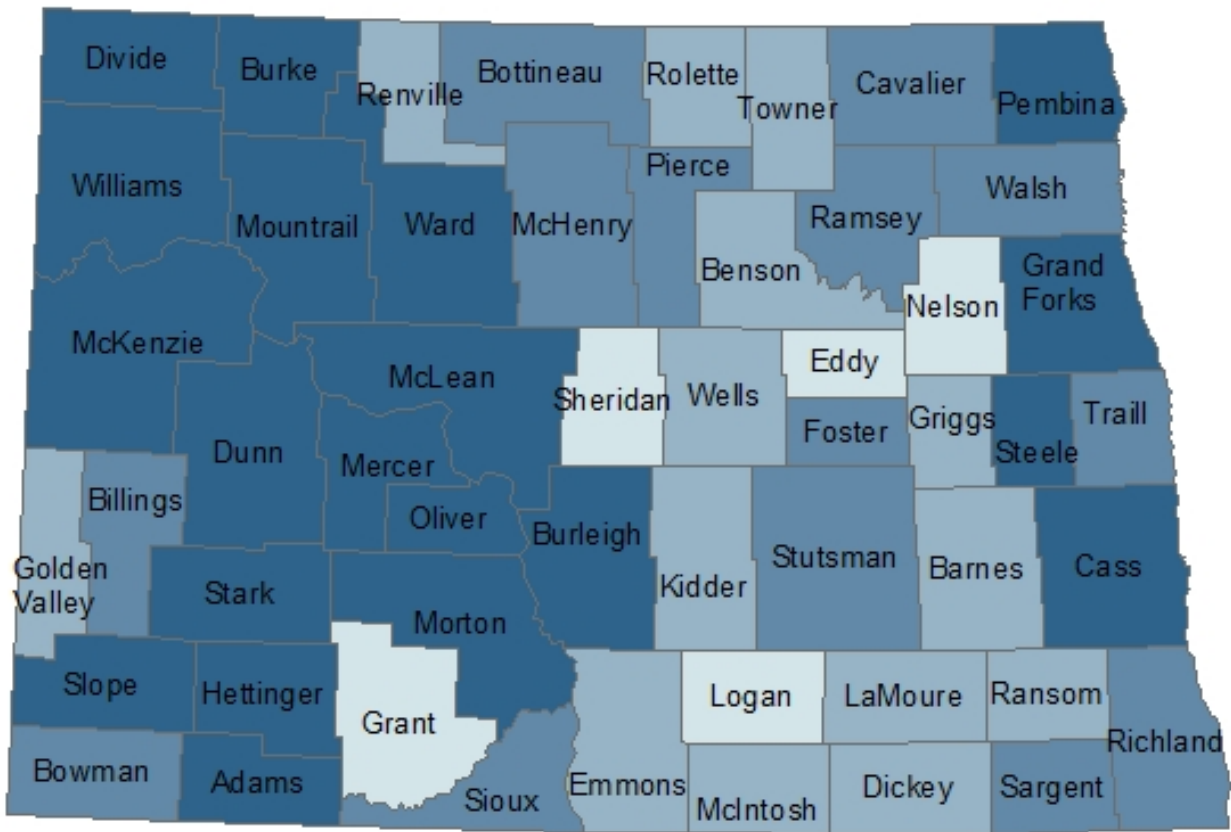 Divide
Burke
Renville
Bottineau
Rolette
Towner
Cavalier
Pembina
Williams
Mountrail
Ward
McHenry
Pierce
Benson
Ramsey
Walsh
Nelson
Grand
Forks
McKenzie
McLean
Sheridan
Wells
Eddy
Foster
Griggs
Steele
Traill
Dunn
Mercer
Oliver
Billings
Golden
Valley
Stark
Burleigh
Kidder
Stutsman
Barnes
Cass
Morton
Slope
Hettinger
Grant
Logan
LaMoure
Ransom
Richland
Bowman
Adams
Sioux
Emmons
McIntosh
Dickey
Sargent